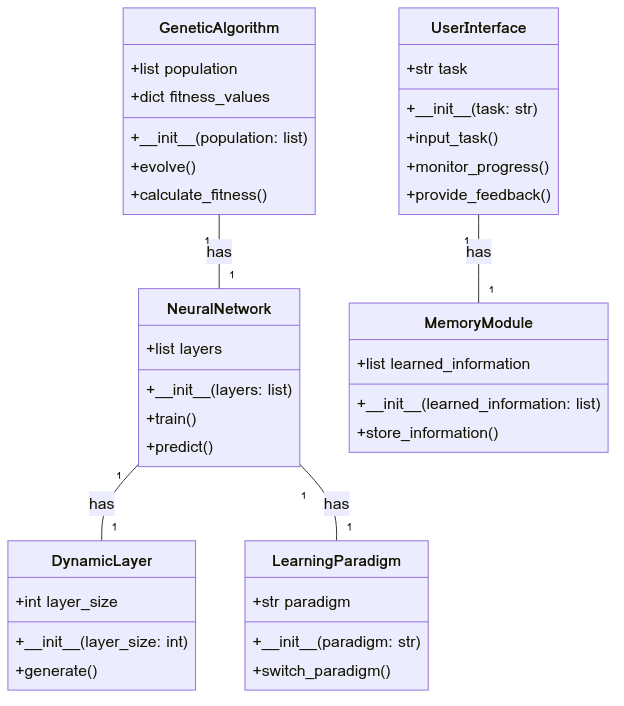 GeneticAlgorithm
+list population
+dict fitness_values
+__init__(population: list)
+evolve()
+calculate_fitness()
UserInterface
+str task
+__init__(task: str)
+input_task()
+monitor_progress()
+provide_feedback()
1
has
1
1
has
1
NeuralNetwork
+list layers
+__init__(layers: list)
+train()
+predict()
MemoryModule
+list learned_information
+__init__(learned_information: list)
+store_information()
1
has
1
1
has
1
DynamicLayer
+int layer_size
+__init__(layer_size: int)
+generate()
LearningParadigm
+str paradigm
+__init__(paradigm: str)
+switch_paradigm()